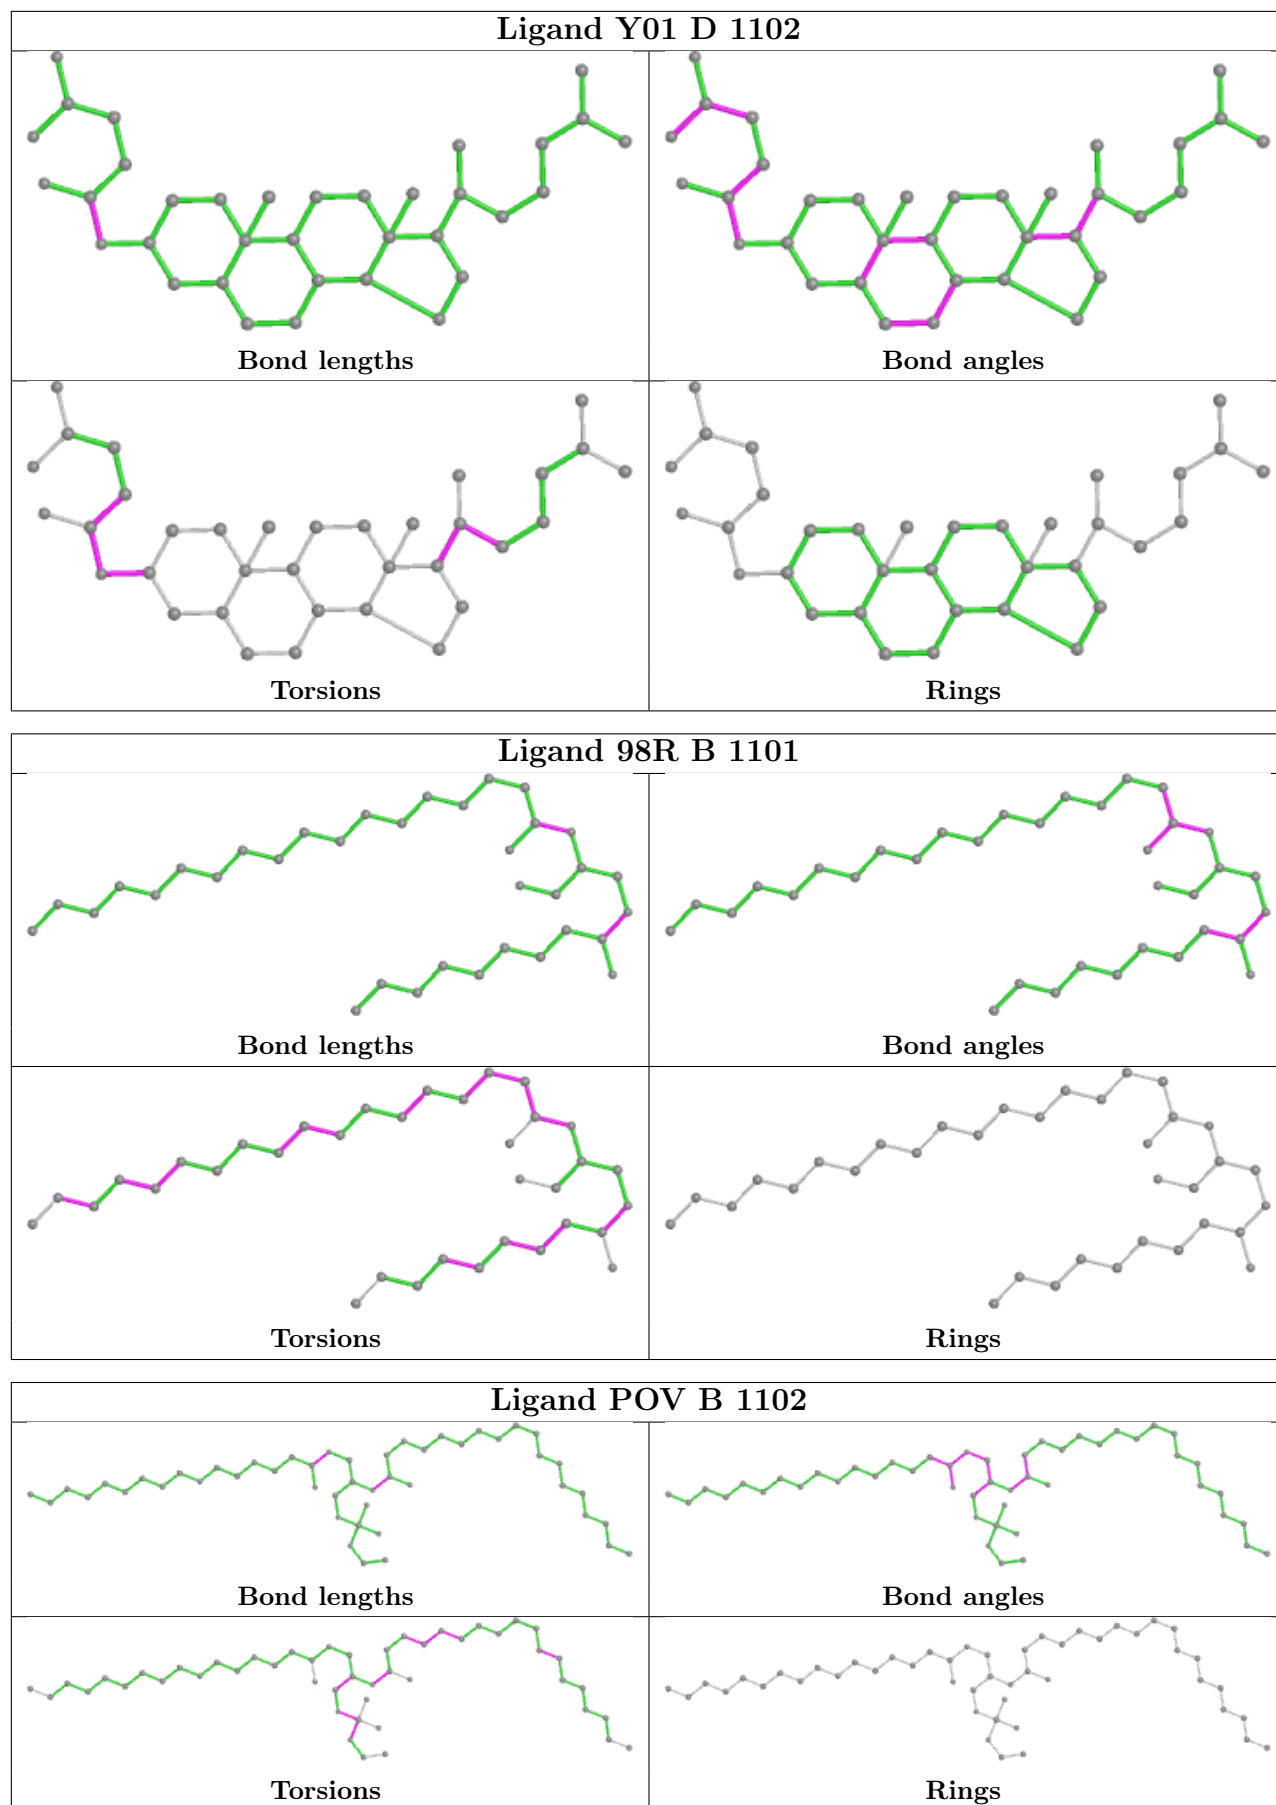 Ligand Y01 D 1102
Bond lengths
Bond angles
Torsions
Rings
Ligand 98R B 1101
Bond lengths
Bond angles
Torsions
Rings
Ligand POV B 1102
Bond lengths
Bond angles
Torsions
Rings